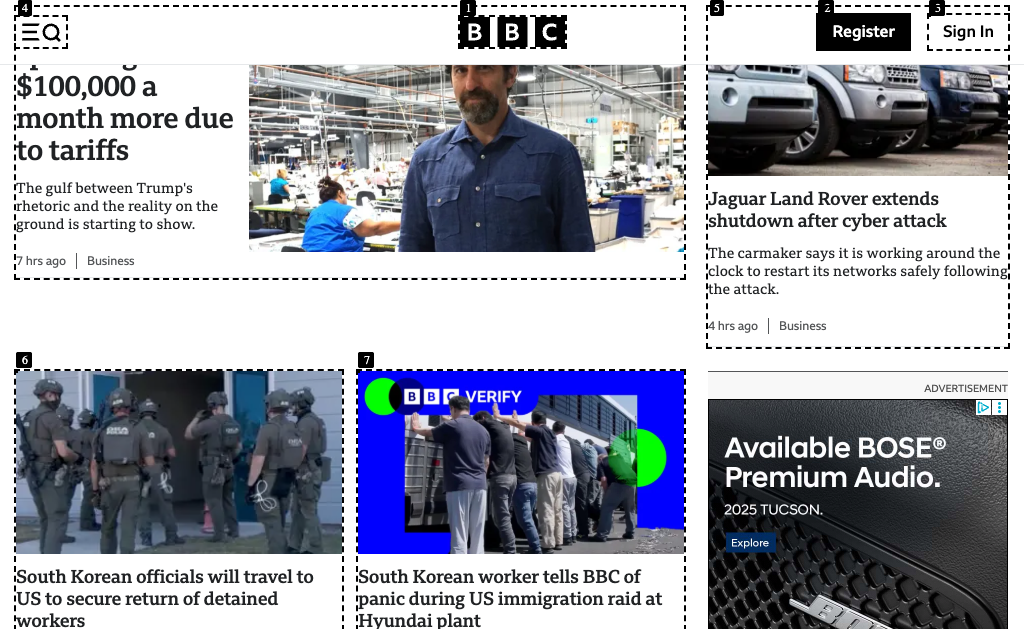 4
1
5
2
3
BBC
Register
Sign In
$100,000 a
month more due
to tariffs
The gulf between Trump's
rhetoric and the reality on the
ground is starting to show.
7 hrs ago
Business
Jaguar Land Rover extends
shutdown after cyber attack
The carmaker says it is working around the
clock to restart its networks safely following
the attack.
4 hrs ago
Business
6
7
BBC VERIFY
POLICE
South Korean officials will travel to
US to secure return of detained
workers
South Korean worker tells BBC of
panic during US immigration raid at
Hyundai plant
ADVERTISEMENT
Available BOSE®
Premium Audio.
2025 TUCSON.
Explore